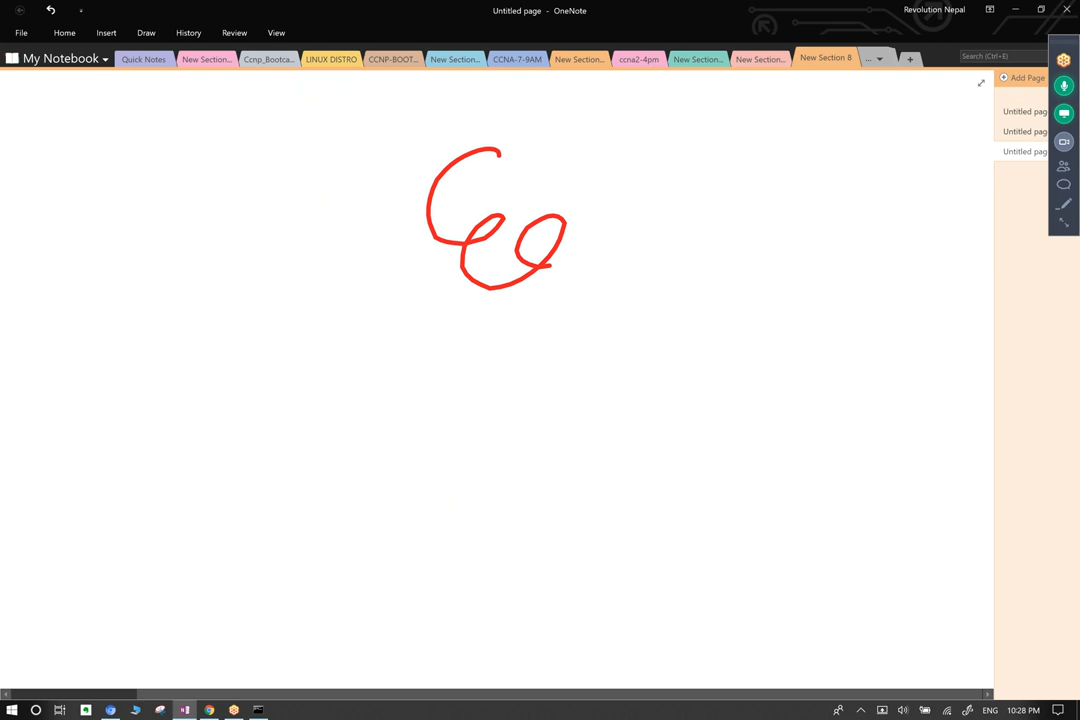 Untitled page - OneNote
Revolution Nepal
File Home Insert Draw History Review View
My Notebook
Quick Notes
New Section...
Ccnp_Bootca...
LINUX DISTRO
CCNP-BOOT...
New Section...
CCNA-7-9AM
New Section...
ccna2-4pm
New Section...
New Section...
New Section 8
...
Search (Ctrl+E)
Add Page
Untitled pag
Untitled pag
Untitled pag
ENG 10:28 PM